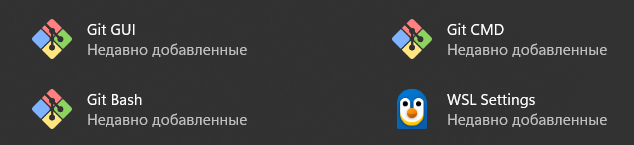 Git GUI
Недавно добавленные
Git CMD
Недавно добавленные
Git Bash
Недавно добавленные
WSL Settings
Недавно добавленные